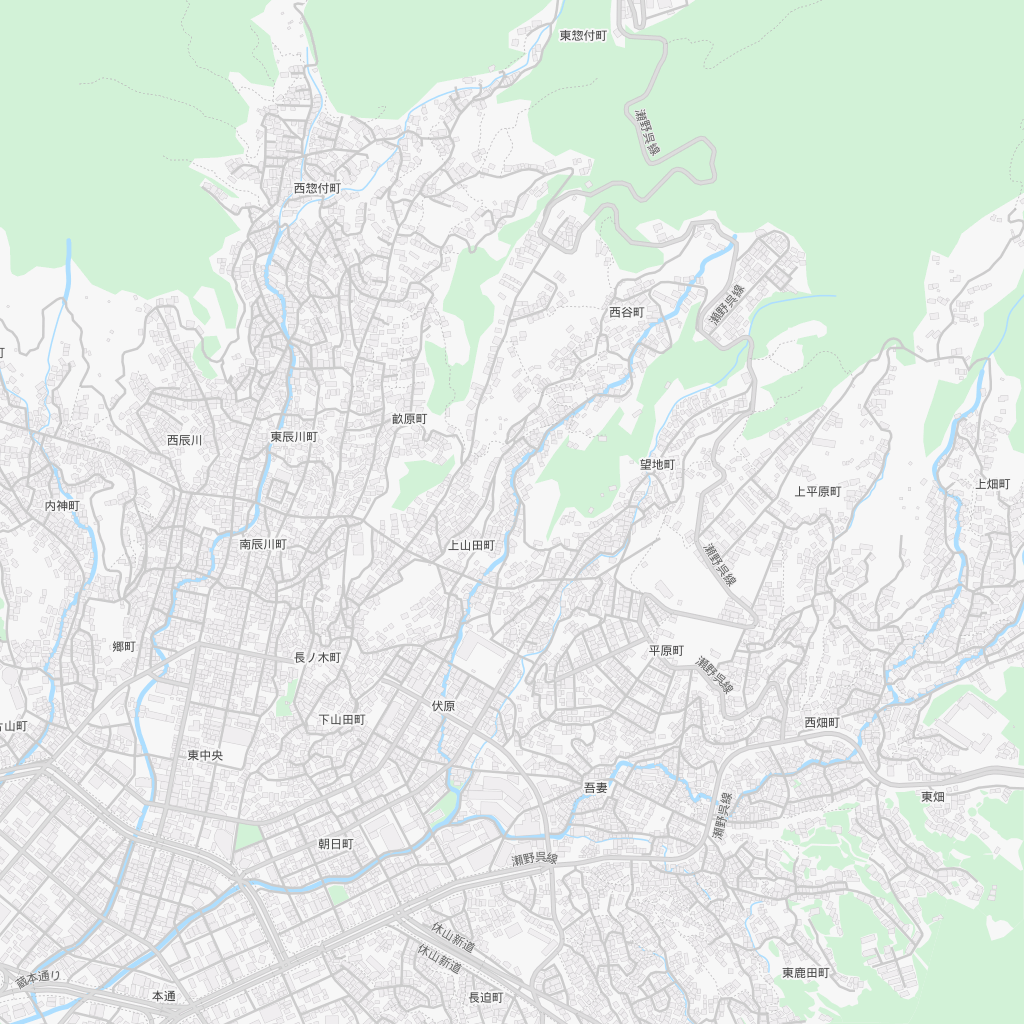 東惣付町
瀬野呉線
西惣付町
瀬野呉線
西谷町
町
畝原町
東辰川町
西辰川
望地町
上畑町
上平原町
内神町
南辰川町
上山田町
瀬野呉線
郷町
長ノ木町
平原町
瀬野呉線
伏原
下山田町
西畑町
片山町
東中央
吾妻
東畑
瀬野呉線
朝日町
瀬野呉線
休山新道
休山新道
蔵本通り
東鹿田町
本通
長迫町